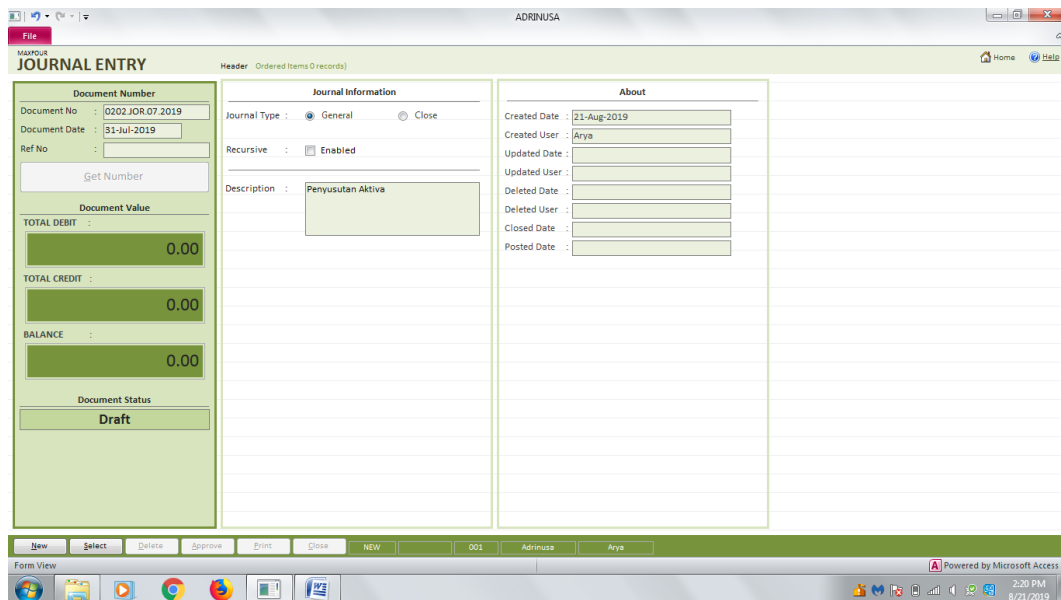 ADRINUSA
File
MAXFOUR
JOURNAL ENTRY
Header Ordered Items 0 records)
Home Help
Document Number
Document No : 0202.JOR.07.2019
Document Date : 31-Jul-2019
Ref No :
Get Number
Document Value
TOTAL DEBIT :
0.00
TOTAL CREDIT :
0.00
BALANCE :
0.00
Document Status
Draft
Journal Information
Journal Type : General Close
Recursive : Enabled
Description : Penyusutan Aktiva
About
Created Date : 21-Aug-2019
Created User : Arya
Updated Date :
Updated User :
Deleted Date :
Deleted User :
Closed Date :
Posted Date :
New Select Delete Approve Print Close NEW 001 Adrinusa Arya
Form View A Powered by Microsoft Access
2:20 PM
8/21/2019